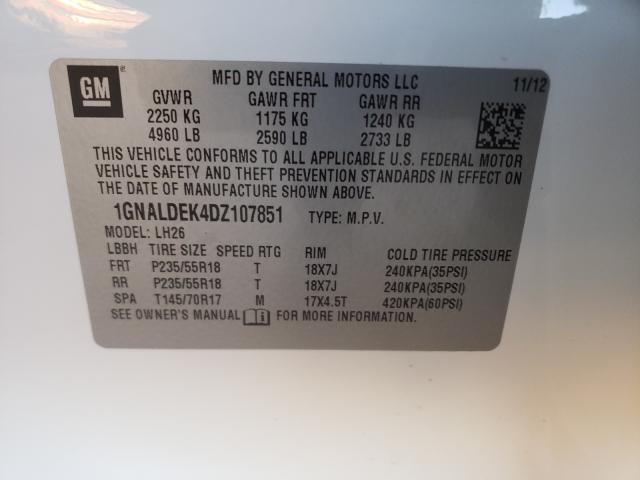 GM
MFD BY GENERAL MOTORS LLC 11/12
GVWR GAWR FRT GAWR RR
2250 KG 1175 KG 1240 KG
4960 LB 2590 LB 2733 LB
THIS VEHICLE CONFORMS TO ALL APPLICABLE U.S. FEDERAL MOTOR
VEHICLE SAFETY AND THEFT PREVENTION STANDARDS IN EFFECT ON
THE DATE OF MANUFACTURE SHOWN ABOVE.
1GNALDEK4DZ107851 TYPE: M.P.V.
MODEL: LH26
LBBH TIRE SIZE SPEED RTG RIM COLD TIRE PRESSURE
FRT P235/55R18 T 18X7J 240KPA(35PSI)
RR P235/55R18 T 18X7J 240KPA(35PSI)
SPA T145/70R17 M 17X4.5T 420KPA(60PSI)
SEE OWNER'S MANUAL FOR MORE INFORMATION.